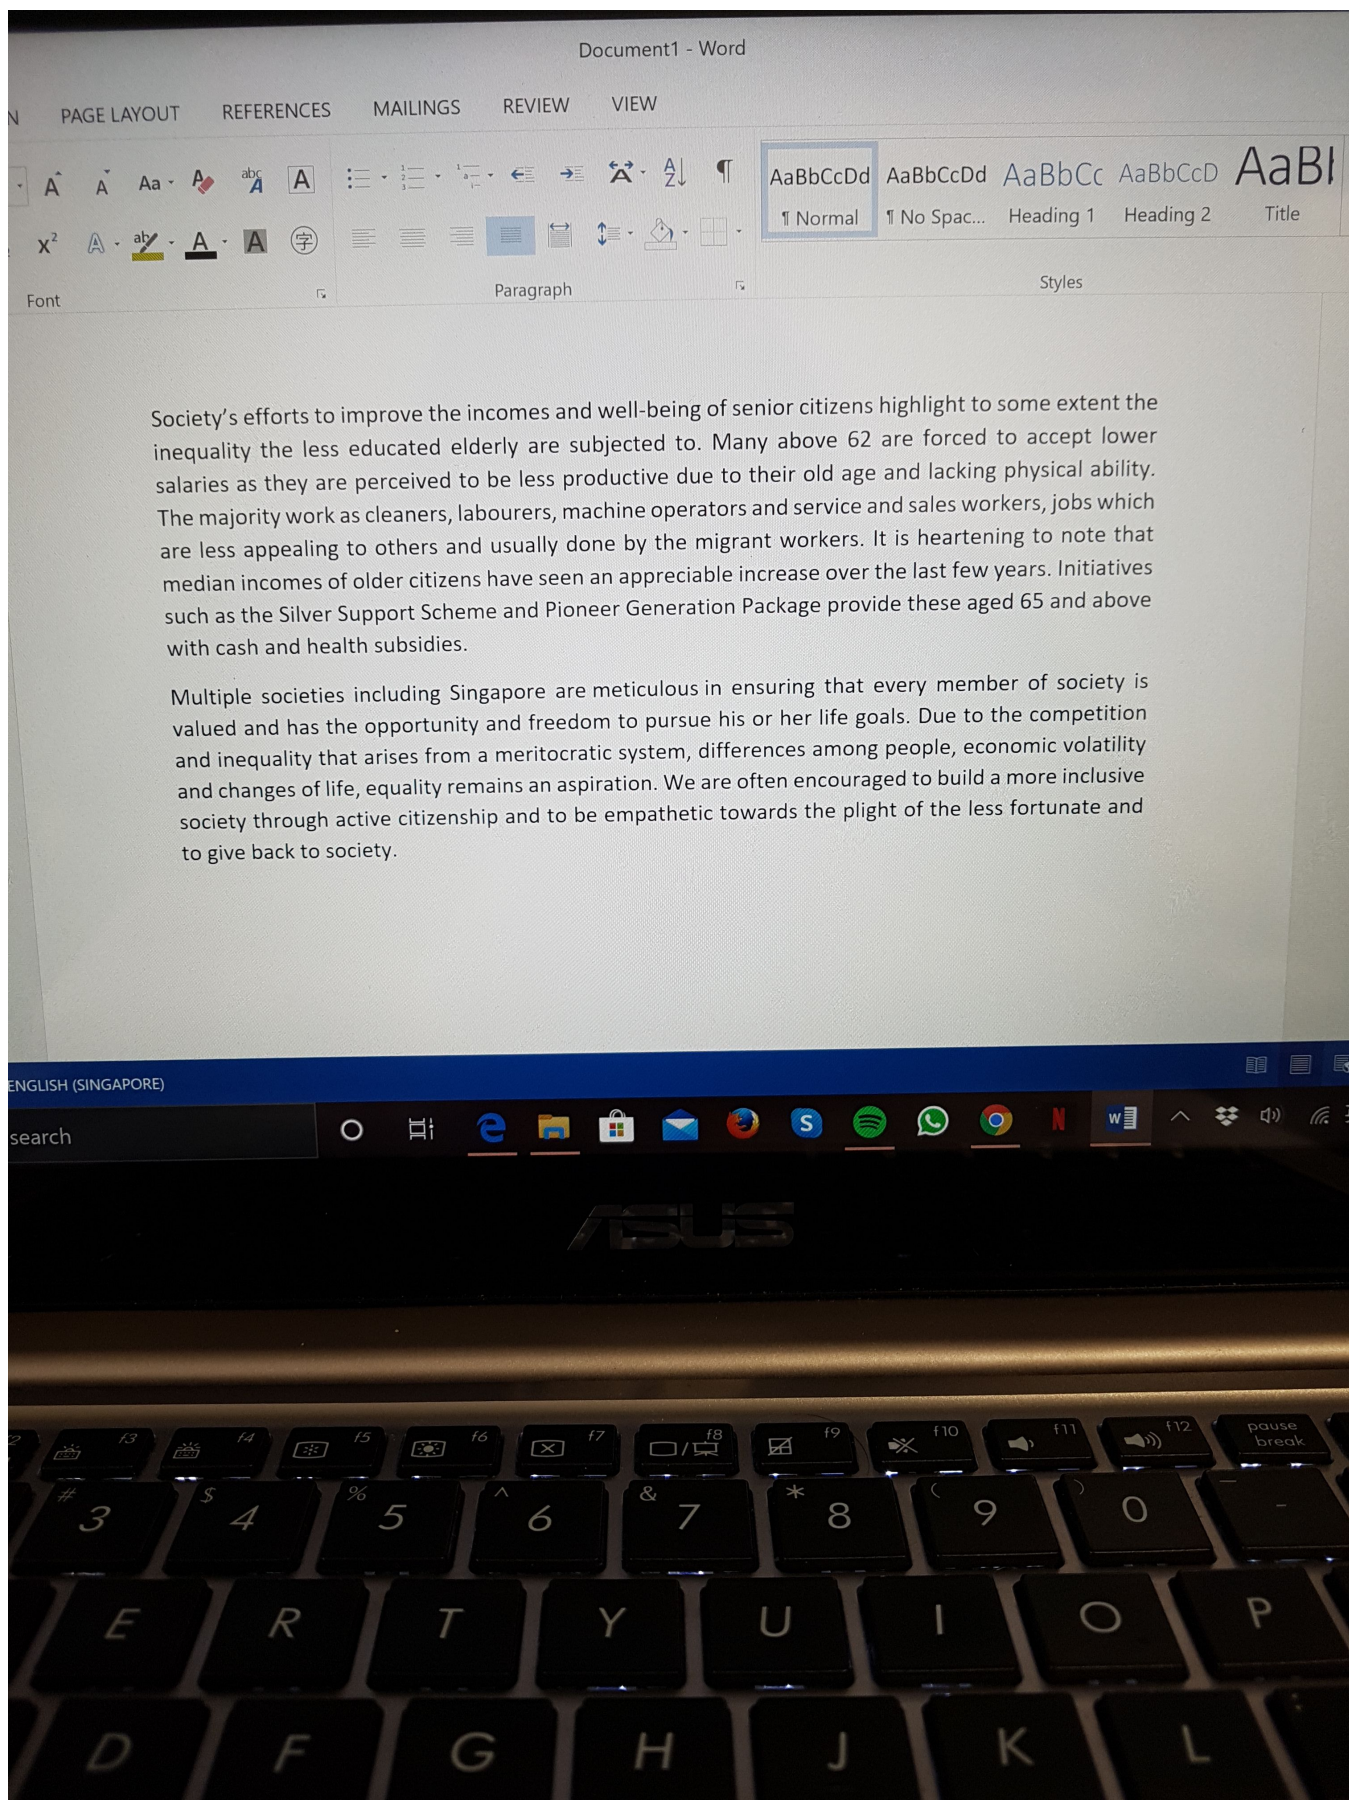 Document1 - Word
N PAGE LAYOUT REFERENCES MAILINGS REVIEW VIEW
A A Aa A abc A A A Z ¶ AaBbCcDd AaBbCcDd AaBbCc AaBbCcD AaBl
¶ Normal ¶ No Spac... Heading 1 Heading 2 Title
X² A ab A A 字
Font Paragraph Styles
Society's efforts to improve the incomes and well-being of senior citizens highlight to some extent the
inequality the less educated elderly are subjected to. Many above 62 are forced to accept lower
salaries as they are perceived to be less productive due to their old age and lacking physical ability.
The majority work as cleaners, labourers, machine operators and service and sales workers, jobs which
are less appealing to others and usually done by the migrant workers. It is heartening to note that
median incomes of older citizens have seen an appreciable increase over the last few years. Initiatives
such as the Silver Support Scheme and Pioneer Generation Package provide these aged 65 and above
with cash and health subsidies.
Multiple societies including Singapore are meticulous in ensuring that every member of society is
valued and has the opportunity and freedom to pursue his or her life goals. Due to the competition
and inequality that arises from a meritocratic system, differences among people, economic volatility
and changes of life, equality remains an aspiration. We are often encouraged to build a more inclusive
society through active citizenship and to be empathetic towards the plight of the less fortunate and
to give back to society.
ENGLISH (SINGAPORE)
search e S N W
ASUS
f3 f4 f5 f6 f7 f8 f9 f10 f11 f12 pause break
# 3 $ 4 % 5 ^ 6 & 7 * 8 ( 9 ) 0 _ -
E R T Y U I O P
D F G H J K L